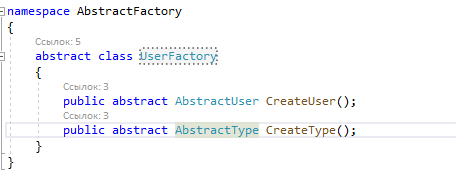 namespace AbstractFactory
{
Ссылок: 5
abstract class UserFactory
{
Ссылок: 3
public abstract AbstractUser CreateUser();
Ссылок: 3
public abstract AbstractType CreateType();
}
}